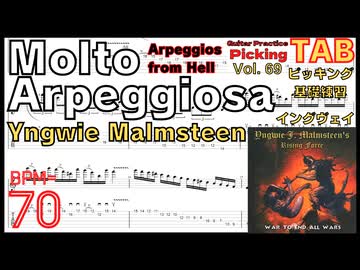 Molto
Arpeggiosa
Arpeggios
from Hell
Yngwie Malmsteen
Guitar Practice
Picking
Vol. 69
TAB
ピッキング
基礎練習
イングヴェイ
BPM=
70
Yngwie J. Malmsteen's
Rising Force
WAR TO END ALL WARS